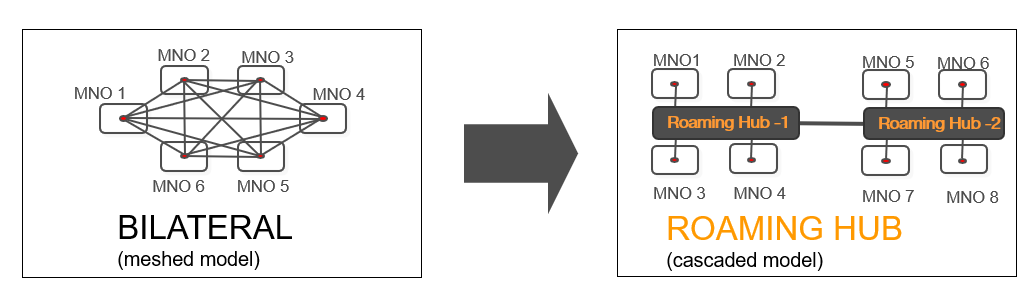 MNO 2
MNO 3
MNO 1
MNO 4
MNO 6
MNO 5
BILATERAL
(meshed model)
MNO1
MNO 2
MNO 5
MNO 6
Roaming Hub -1
Roaming Hub -2
MNO 3
MNO 4
MNO 7
MNO 8
ROAMING HUB
(cascaded model)